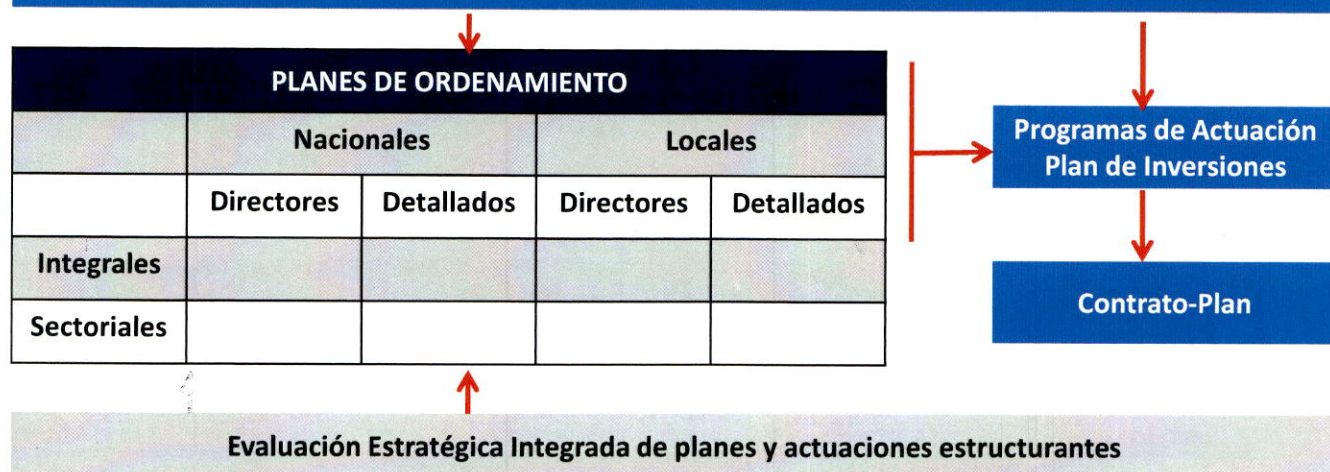 PLANES DE ORDENAMIENTO
Nacionales
Locales
Directores
Detallados
Directores
Detallados
Integrales
Sectoriales
Programas de Actuación
Plan de Inversiones
Contrato-Plan
Evaluación Estratégica Integrada de planes y actuaciones estructurantes